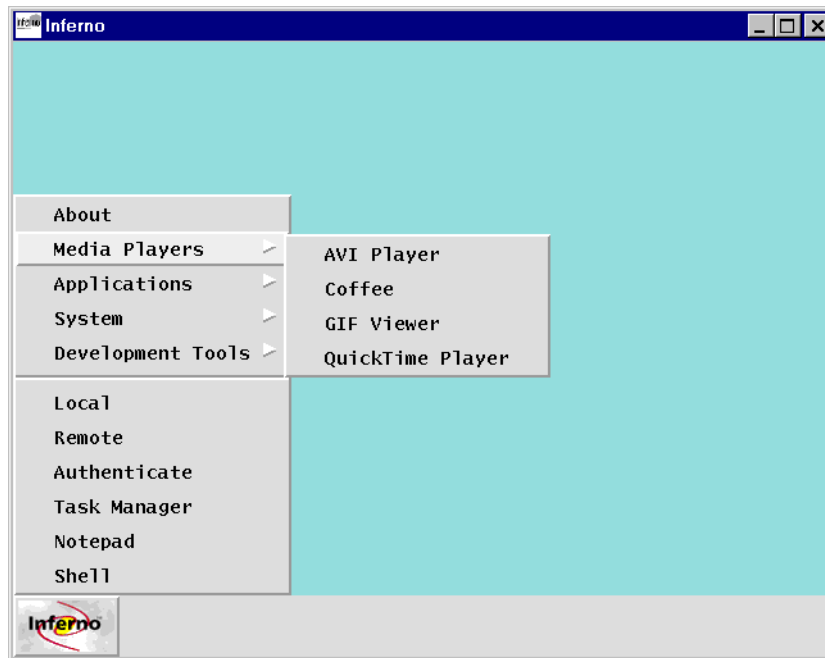 Inferno
About
Media Players
Applications
System
Development Tools
AVI Player
Coffee
GIF Viewer
QuickTime Player
Local
Remote
Authenticate
Task Manager
Notepad
Shell
Inferno